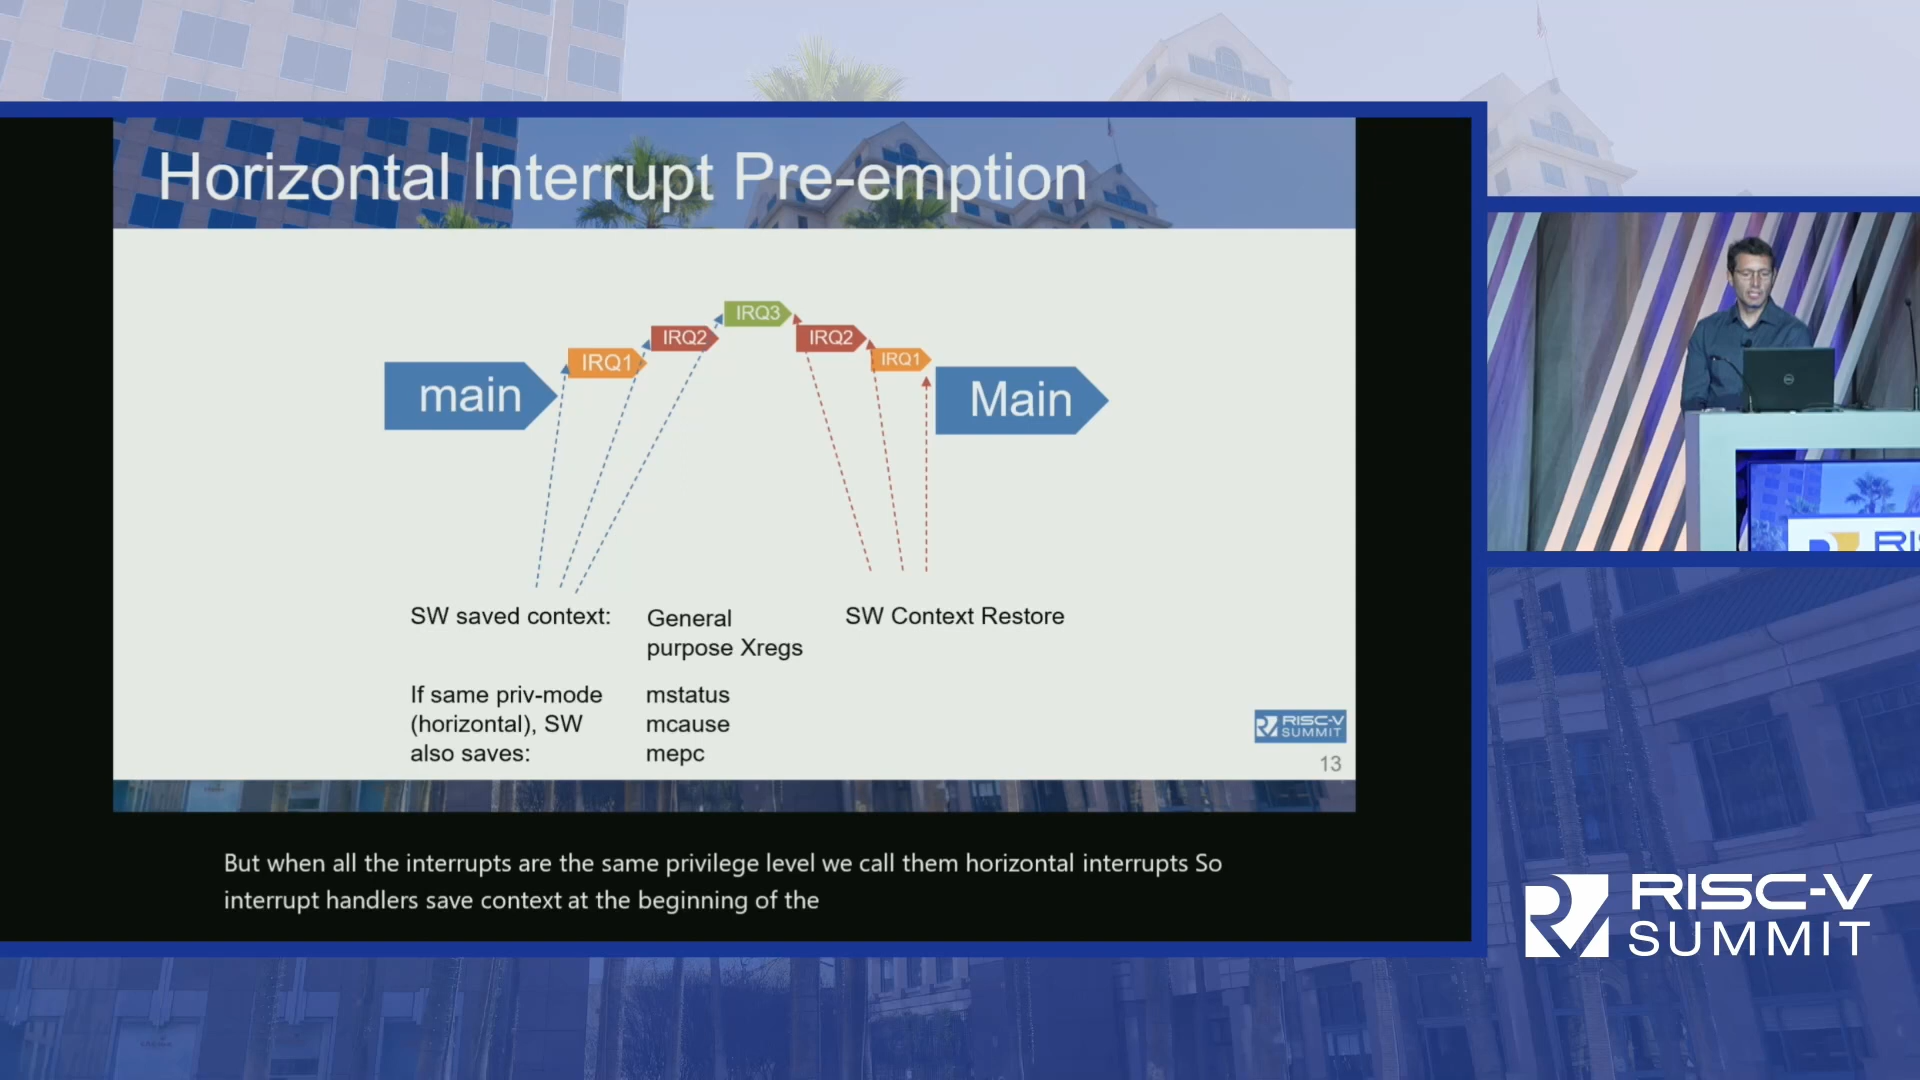 Horizontal Interrupt Pre-emption
IRQ3
IRQ2
IRQ2
IRQ1
IRQ1
main
Main
SW saved context:
General
purpose Xregs
SW Context Restore
If same priv-mode
(horizontal), SW
also saves:
mstatus
mcause
mepc
RISC-V
SUMMIT
13
But when all the interrupts are the same privilege level we call them horizontal interrupts So
interrupt handlers save context at the beginning of the
RISC-V
SUMMIT